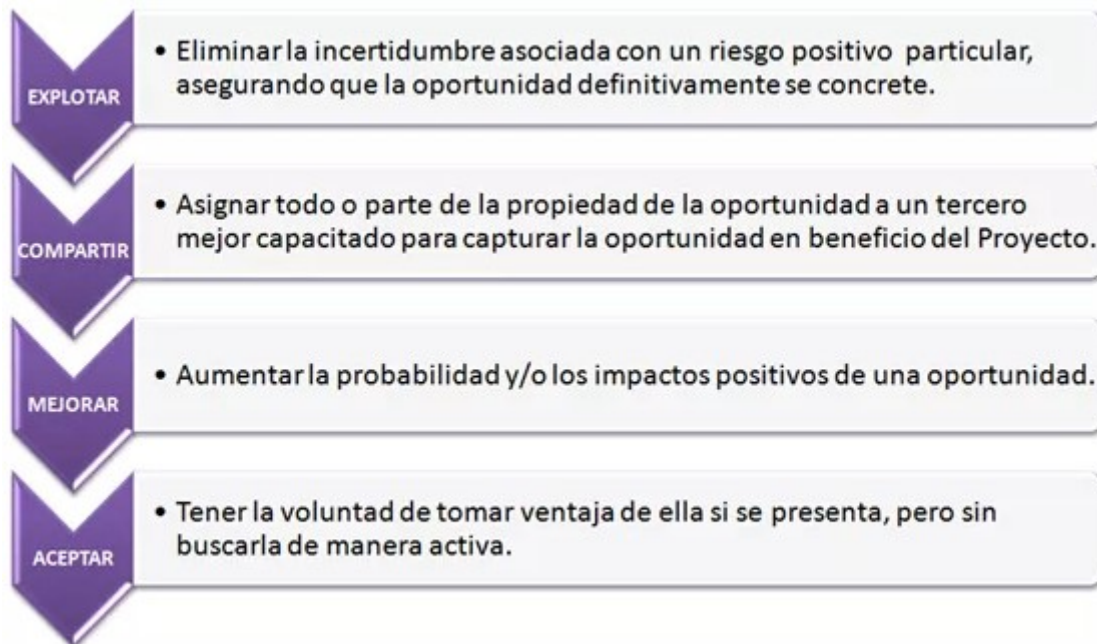 EXPLOTAR
• Eliminar la incertidumbre asociada con un riesgo positivo particular,
asegurando que la oportunidad definitivamente se concrete.
COMPARTIR
• Asignar todo o parte de la propiedad de la oportunidad a un tercero
mejor capacitado para capturar la oportunidad en beneficio del Proyecto.
MEJORAR
• Aumentar la probabilidad y/o los impactos positivos de una oportunidad.
ACEPTAR
• Tener la voluntad de tomar ventaja de ella si se presenta, pero sin
buscarla de manera activa.